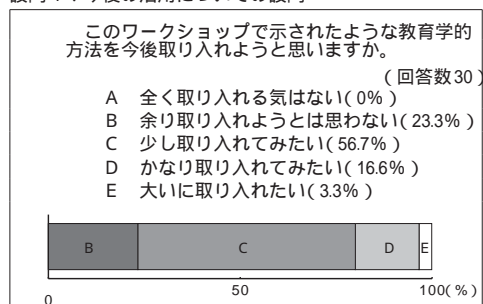 このワークショップで示されたような教育学的
方法を今後取り入れようと思いますか。
(回答数30)
A 全く取り入れる気はない(0%)
B 余り取り入れようとは思わない(23.3%)
C 少し取り入れてみたい(56.7%)
D かなり取り入れてみたい(16.6%)
E 大いに取り入れたい(3.3%)
B C D E
0 50 100(%)